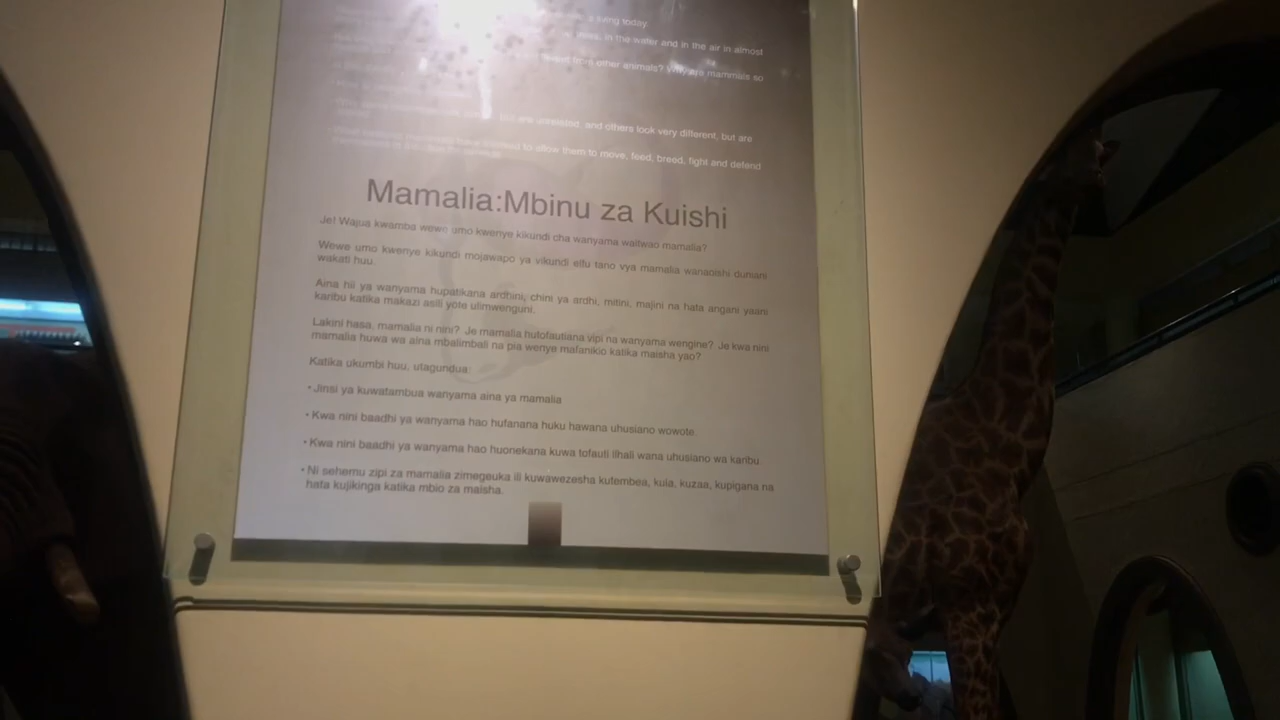 living today
in the water and in the air in almost
from other animals? Why are mammals so
but are unrelated, and others look very different, but are
to allow them to move, feed, breed, fight and defend
Mamalia:Mbinu za Kuishi
Je! Wajua kwamba wewe umo kwenye kikundi cha wanyama waitwao mamalia?
Wewe umo kwenye kikundi mojawapo ya vikundi elfu tano vya mamalia wanaoishi duniani
wakati huu.
Aina hii ya wanyama hupatikana ardhini, chini ya ardhi, mitini, majini na hata angani yaani
karibu katika makazi asili yote ulimwenguni.
Lakini hasa, mamalia ni nini? Je mamalia hutofautiana vipi na wanyama wengine? Je kwa nini
mamalia huwa wa aina mbalimbali na pia wenye mafanikio katika maisha yao?
Katika ukumbi huu, utagundua:
• Jinsi ya kuwatambua wanyama aina ya mamalia
• Kwa nini baadhi ya wanyama hao hufanana huku hawana uhusiano wowote.
• Kwa nini baadhi ya wanyama hao huonekana kuwa tofauti lihali wana uhusiano wa karibu
• Ni sehemu zipi za mamalia zimegeuka ili kuwawezesha kutembea, kula, kuzaa, kupigana na
hata kujikinga katika mbio za maisha.